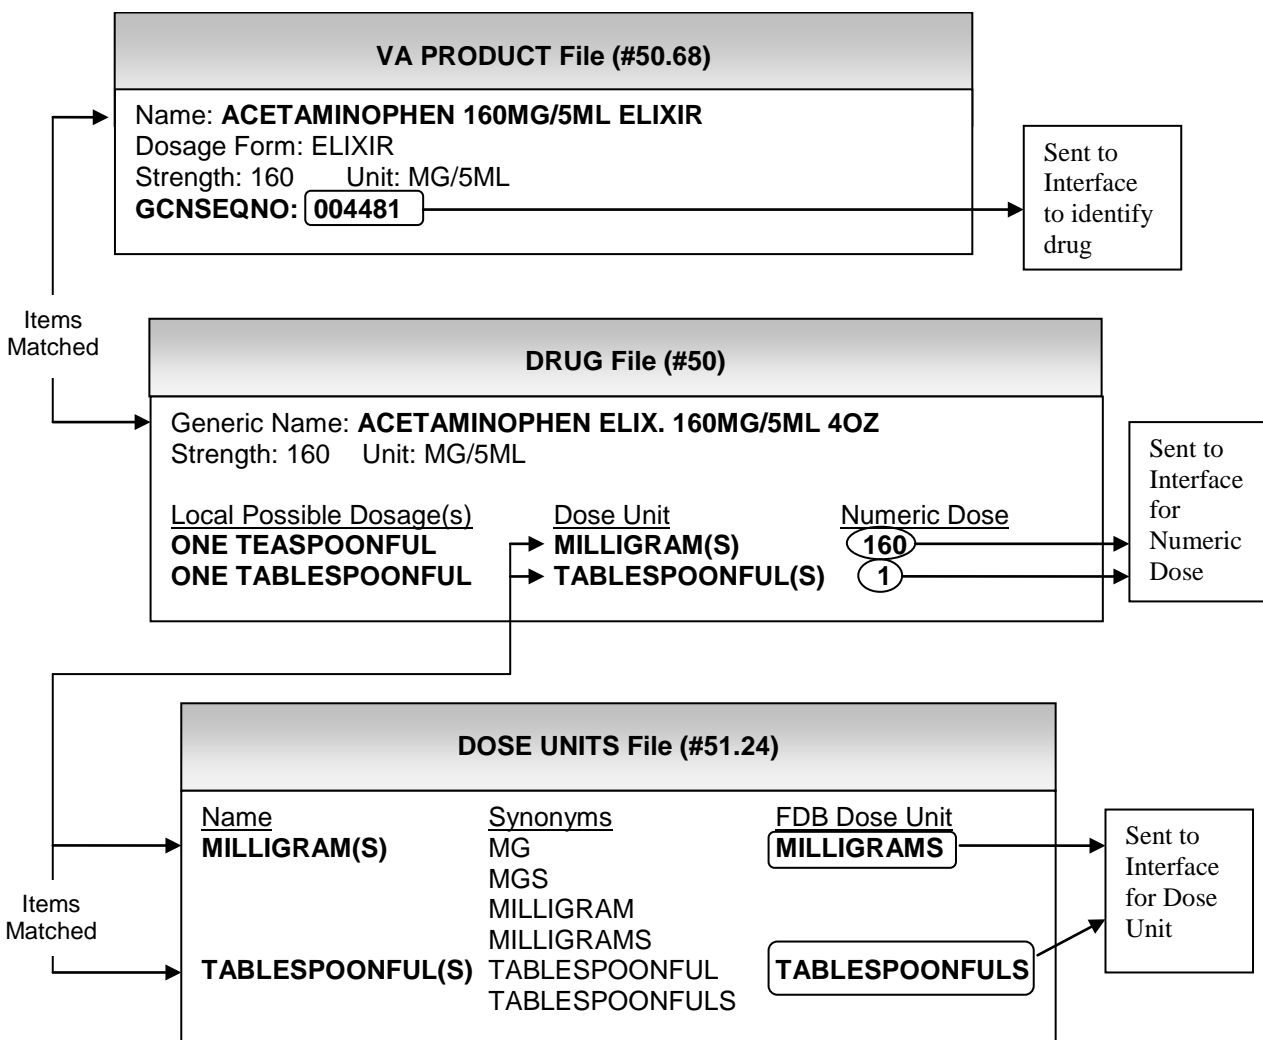 VA PRODUCT File (#50.68)
Name: ACETAMINOPHEN 160MG/5ML ELIXIR
Dosage Form: ELIXIR
Strength: 160 Unit: MG/5ML
GCNSEQNO: 004481
Sent to
Interface
to identify
drug
Items
Matched
DRUG File (#50)
Generic Name: ACETAMINOPHEN ELIX. 160MG/5ML 4OZ
Strength: 160 Unit: MG/5ML
Local Possible Dosage(s) Dose Unit Numeric Dose
ONE TEASPOONFUL MILLIGRAM(S) 160
ONE TABLESPOONFUL TABLESPOONFUL(S) 1
Sent to
Interface
for
Numeric
Dose
DOSE UNITS File (#51.24)
Name Synonyms FDB Dose Unit
MILLIGRAM(S) MG MILLIGRAMS
MGS
MILLIGRAM
MILLIGRAMS
TABLESPOONFUL(S) TABLESPOONFUL TABLESPOONFULS
TABLESPOONFULS
Items
Matched
Sent to
Interface
for Dose
Unit